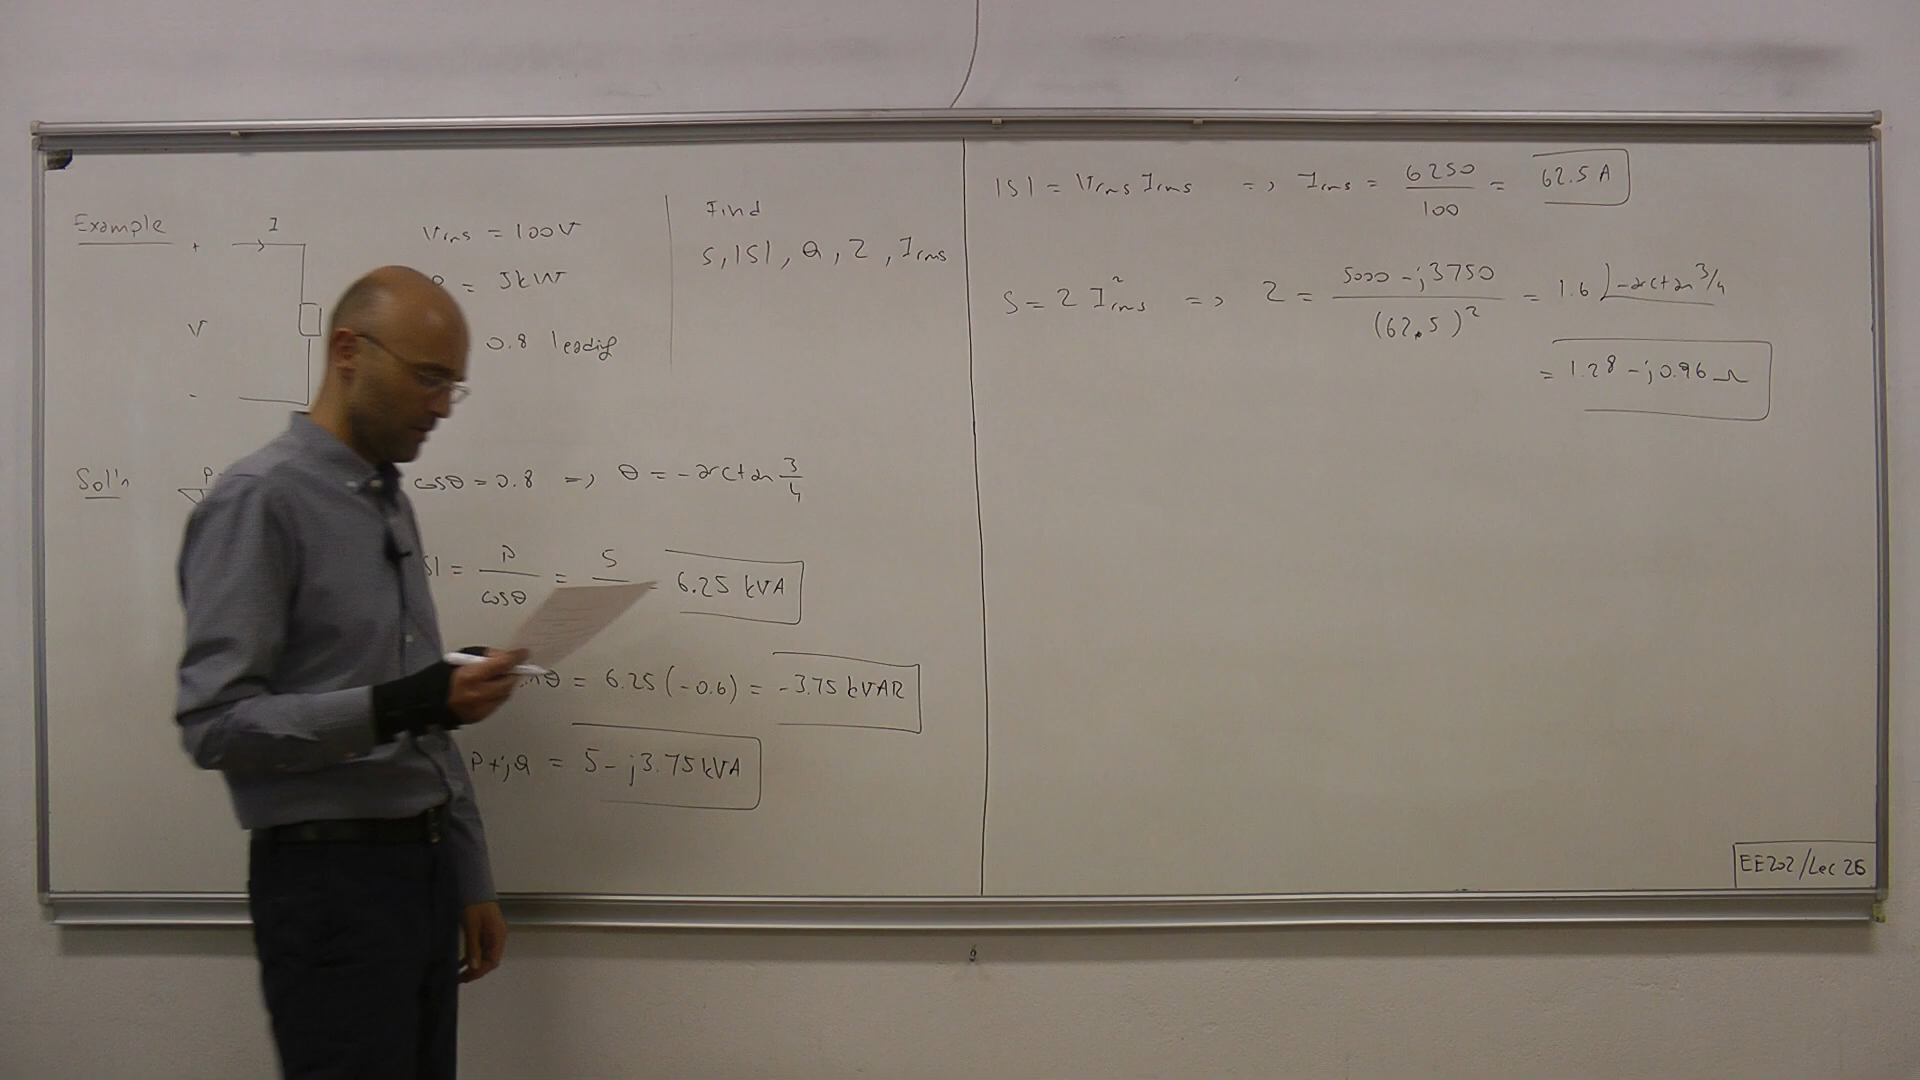 Example
+
I
V
-
Vrms = 100V
P = 5kW
0.8 leading
Find
S, |S|, Q, Z, Irms
Sol'n
P
cosθ = 0.8 => θ = -arctan 3/4
|S| = P/cosθ = 5 = 6.25 kVA
sinθ = 6.25 (-0.6) = -3.75 kVAR
P+jQ = 5-j3.75 kVA
|S| = Vrms Irms => Irms = 6250/100 = 62.5 A
S = Z I²rms => Z = 5000-j3750/(62.5)² = 1.6 ∠-arctan 3/4
= 1.28 - j0.96 Ω
EE202/Lec 26